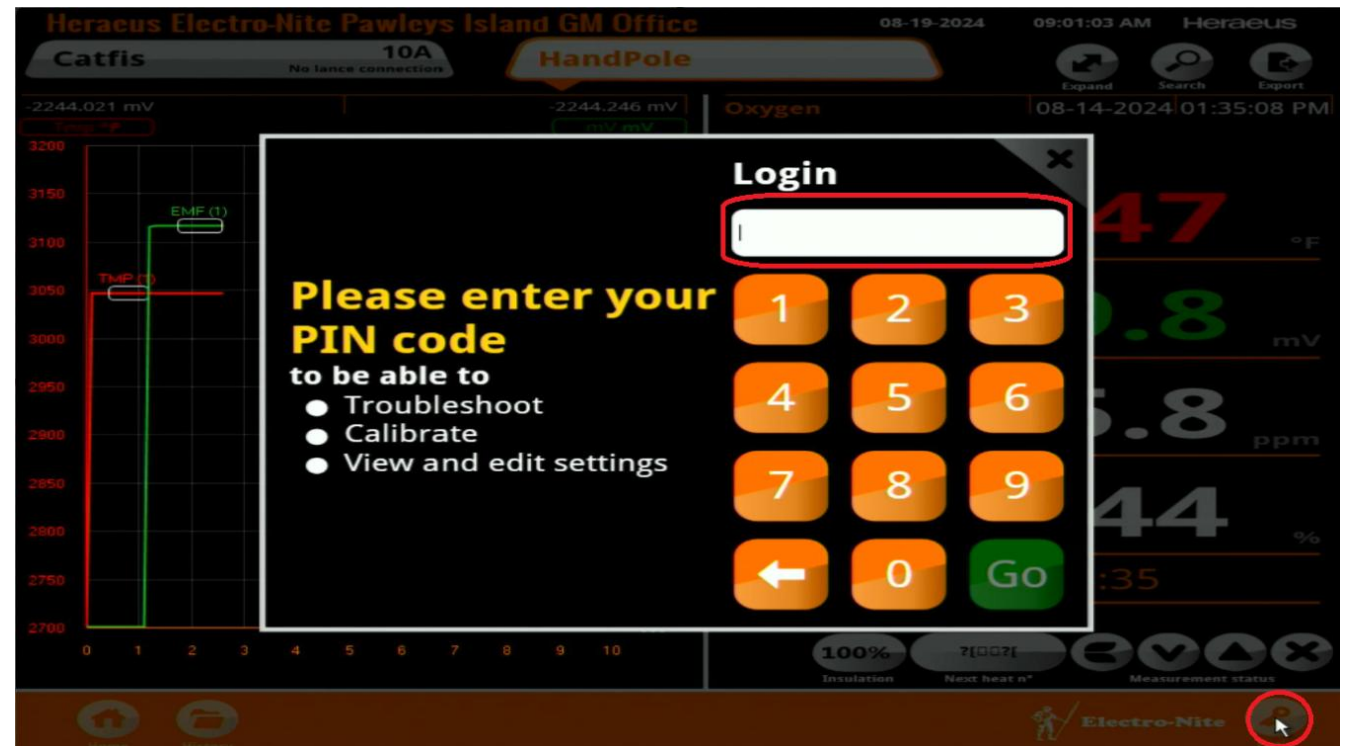 Heraeus Electro-Nite Pawleys Island GM Office
08-19-2024
09:01:03 AM
Heraeus
Catfis
10A
No lance connection
HandPole
Expand
Search
Export
-2244.021 mV
-2244.246 mV
Oxygen
08-14-2024 01:35:08 PM
Temp °F
mV mV
3200
3150
3100
3050
3000
2950
2900
2850
2800
2750
2700
EMF (1)
TMP (1)
0 1 2 3 4 5 6 7 8 9 10
Login
Please enter your
PIN code
to be able to
● Troubleshoot
● Calibrate
● View and edit settings
1 2 3
4 5 6
7 8 9
0 Go
47 °F
.8 mV
.8 ppm
44 %
:35
100%
Insulation
Next heat n°
Measurement status
Electro-Nite